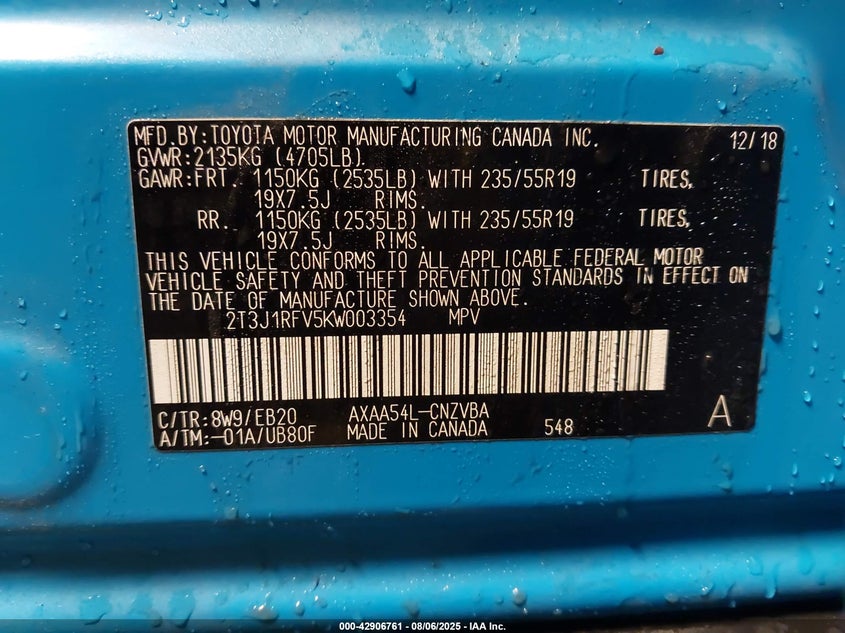 MFD.BY:TOYOTA MOTOR MANUFACTURING CANADA INC. 12/18
GVWR:2135KG (4705LB)
GAWR:FRT. 1150KG (2535LB) WITH 235/55R19 TIRES,
19X7.5J RIMS.
RR. 1150KG (2535LB) WITH 235/55R19 TIRES,
19X7.5J RIMS.
THIS VEHICLE CONFORMS TO ALL APPLICABLE FEDERAL MOTOR
VEHICLE SAFETY AND THEFT PREVENTION STANDARDS IN EFFECT ON
THE DATE OF MANUFACTURE SHOWN ABOVE.
2T3J1RFV5KW003354 MPV
C/TR:8W9/EB20 AXAA54L-CNZVBA A
A/TM:-01A/UB80F MADE IN CANADA 548
000-42906761 - 08/06/2025 - IAA Inc.